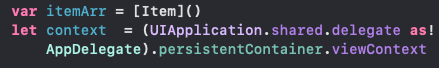 var itemArr = [Item]()
let context  = (UIApplication.shared.delegate as!
AppDelegate).persistentContainer.viewContext